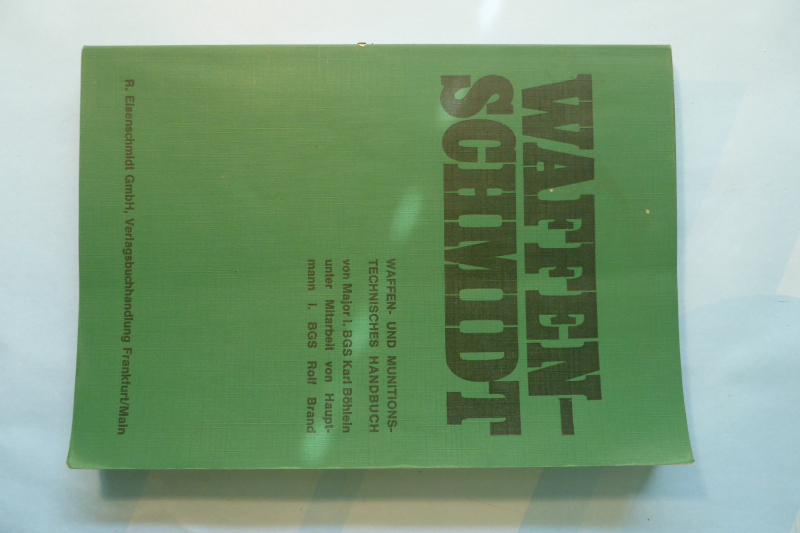 WAFFEN-
SCHMIDT
WAFFEN- UND MUNITIONS-
TECHNISCHES HANDBUCH
von Major i. BGS Karl Böhlein
unter Mitarbeit von Haupt-
mann i. BGS Rolf Brand
R. Eisenschmidt GmbH, Verlagsbuchhandlung Frankfurt/Main